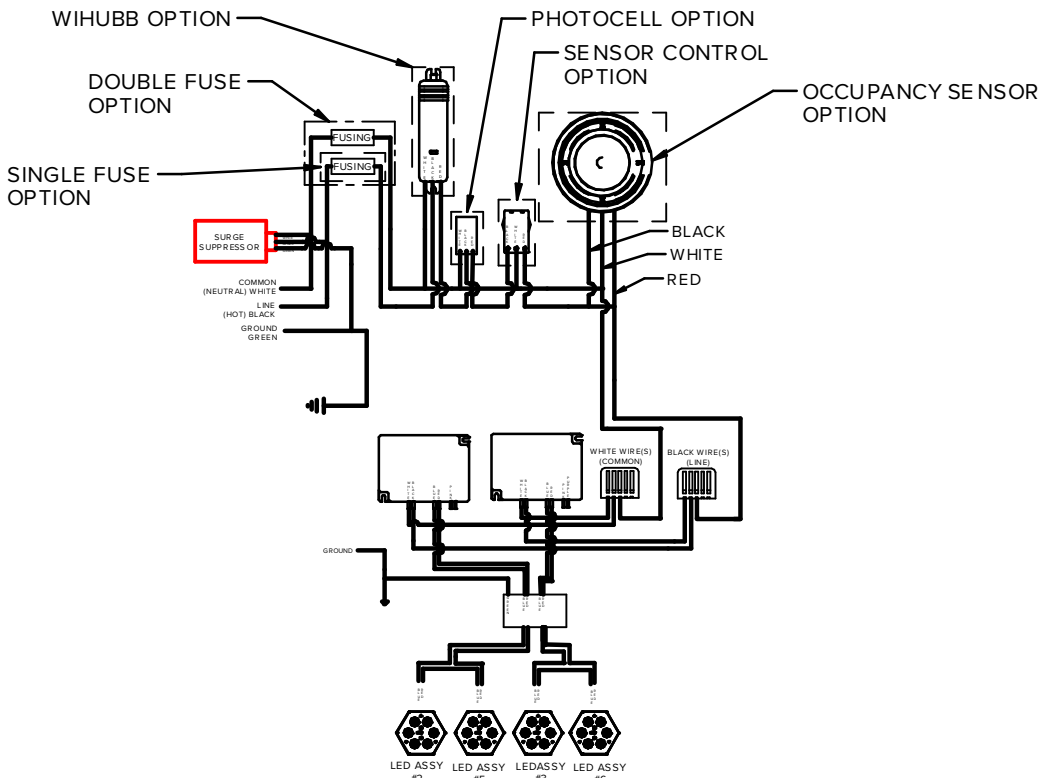 WIHUBB OPTION
PHOTOCELL OPTION
SENSOR CONTROL
OPTION
DOUBLE FUSE
OPTION
OCCUPANCY SENSOR
OPTION
FUSING
FUSING
SINGLE FUSE
OPTION
SURGE
SUPPRESSOR
BLACK
WHITE
RED
COMMON
(NEUTRAL) WHITE
LINE
(HOT) BLACK
GROUND
GREEN
WHITE WIRE(S)
(COMMON)
BLACK WIRE(S)
(LINE)
GROUND
LED ASSY
LED ASSY
LEDASSY
LED ASSY